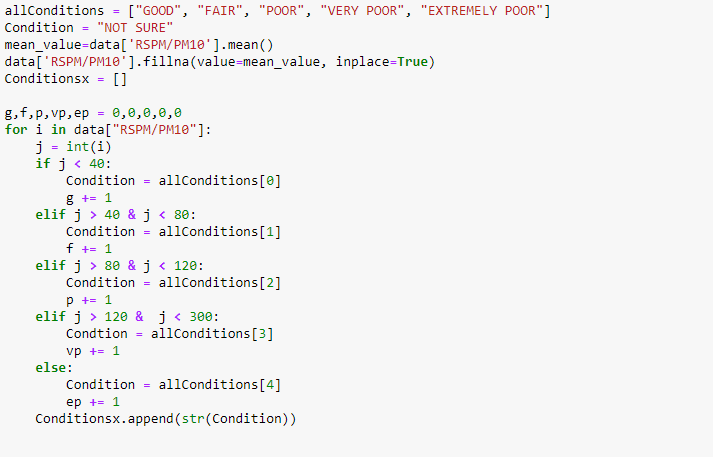 allConditions = ["GOOD", "FAIR", "POOR", "VERY POOR", "EXTREMELY POOR"]
Condition = "NOT SURE"
mean_value=data['RSPM/PM10'].mean()
data['RSPM/PM10'].fillna(value=mean_value, inplace=True)
Conditionsx = []

g,f,p,vp,ep = 0,0,0,0,0
for i in data["RSPM/PM10"]:
    j = int(i)
    if j < 40:
        Condition = allConditions[0]
        g += 1
    elif j > 40 & j < 80:
        Condition = allConditions[1]
        f += 1
    elif j > 80 & j < 120:
        Condition = allConditions[2]
        p += 1
    elif j > 120 &  j < 300:
        Condtion = allConditions[3]
        vp += 1
    else:
        Condition = allConditions[4]
        ep += 1
    Conditionsx.append(str(Condition))